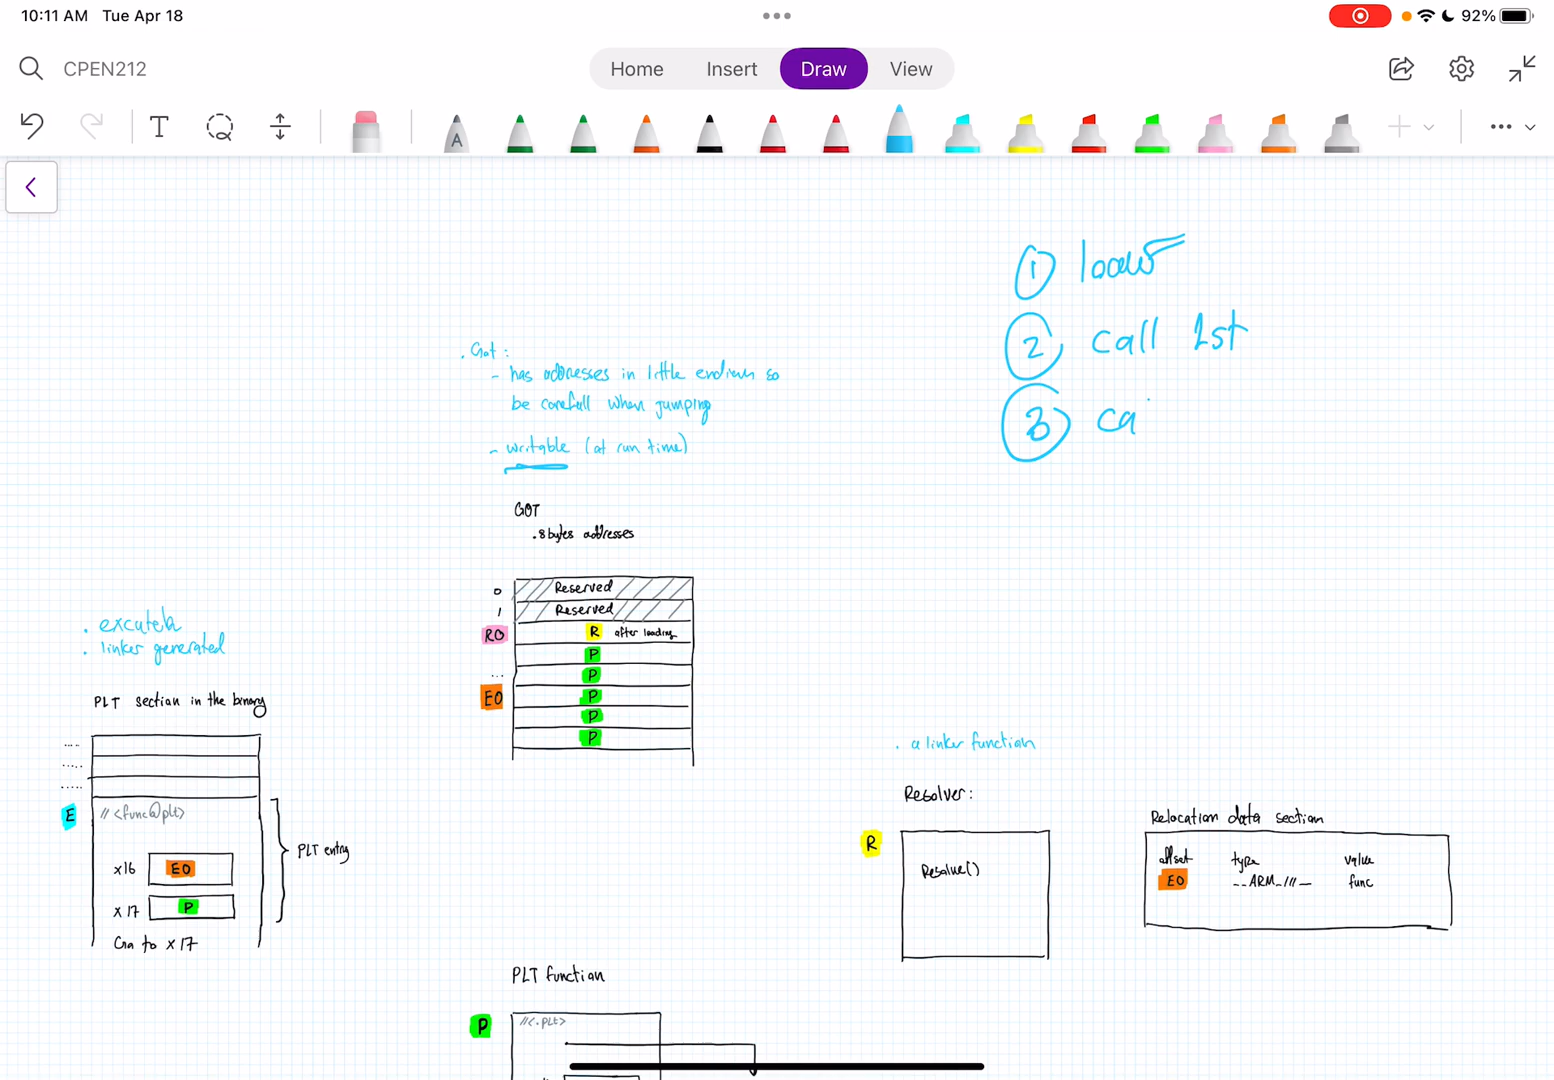 10:11 AM Tue Apr 18
92%
CPEN212
Home Insert Draw View
T
A
① loader
② call 1st
③ ca
. Got :
- has addresses in little endian so
be carefull when jumping
- writable (at run time)
GOT
. 8 bytes addresses
0 Reserved
1 Reserved
RO R after loading
P
... P
EO P
P
P
. excutebl
. linker generated
PLT section in the binary
....
.....
.....
E // <func@plt>
x16 EO
x17 P
Go to x17
PLT entry
. a linker function
Resolver:
R
Resolve()
Relocation data section
offset type value
EO --ARM_///_ func
PLT function
P //<.plt>